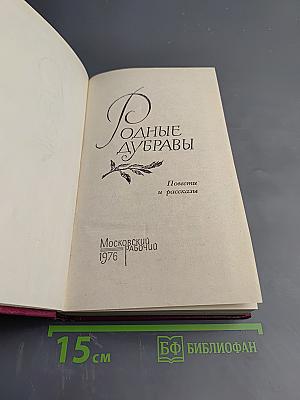 Родные
дубравы
Повести
и рассказы
Московский
рабочий
1976
15 см
БФ БИБЛИОФАН